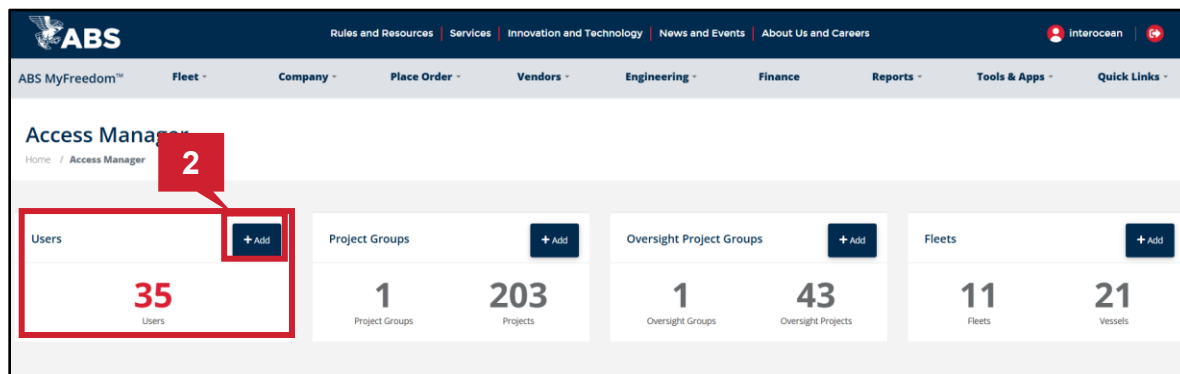 ABS
Rules and Resources | Services | Innovation and Technology | News and Events | About Us and Careers
interocean
ABS MyFreedom™ Fleet Company Place Order Vendors Engineering Finance Reports Tools & Apps Quick Links
Access Manager
Home / Access Manager
2
Users + Add Project Groups + Add Oversight Project Groups + Add Fleets + Add
35 1 203 1 43 11 21
Users Project Groups Projects Oversight Groups Oversight Projects Fleets Vessels